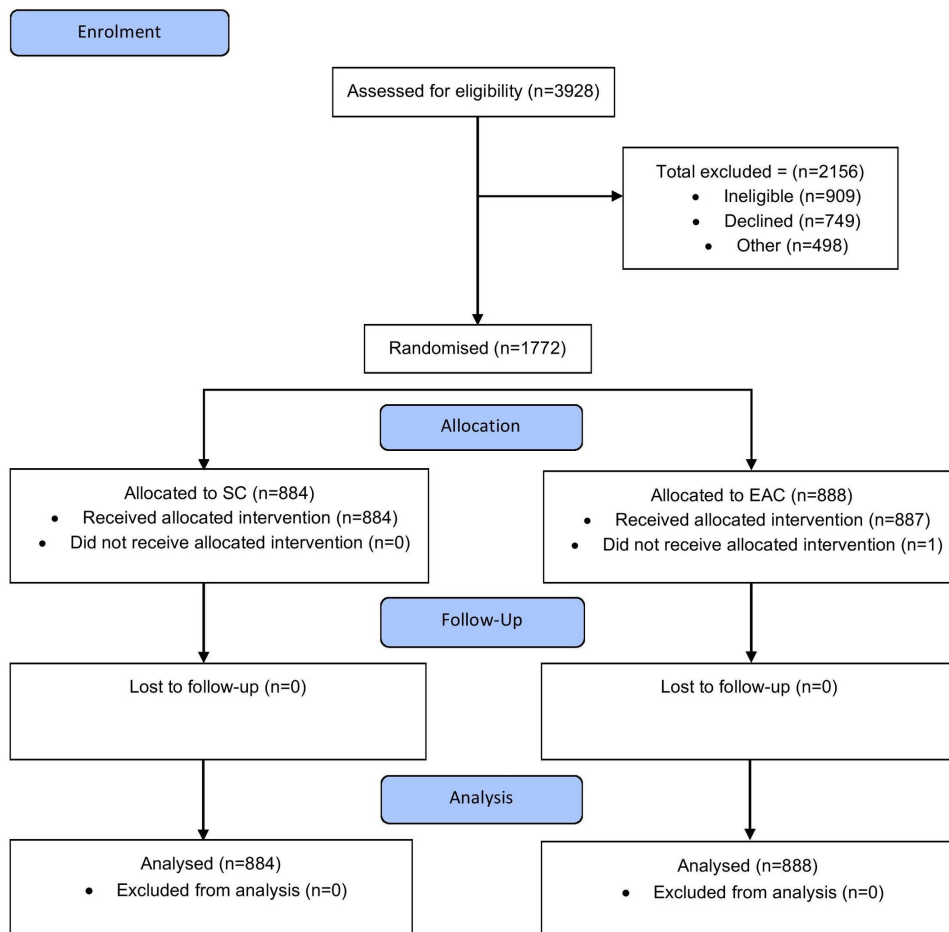 Enrolment
Assessed for eligibility (n=3928)
Total excluded = (n=2156)
• Ineligible (n=909)
• Declined (n=749)
• Other (n=498)
Randomised (n=1772)
Allocation
Allocated to SC (n=884)
• Received allocated intervention (n=884)
• Did not receive allocated intervention (n=0)
Allocated to EAC (n=888)
• Received allocated intervention (n=887)
• Did not receive allocated intervention (n=1)
Follow-Up
Lost to follow-up (n=0)
Lost to follow-up (n=0)
Analysis
Analysed (n=884)
• Excluded from analysis (n=0)
Analysed (n=888)
• Excluded from analysis (n=0)